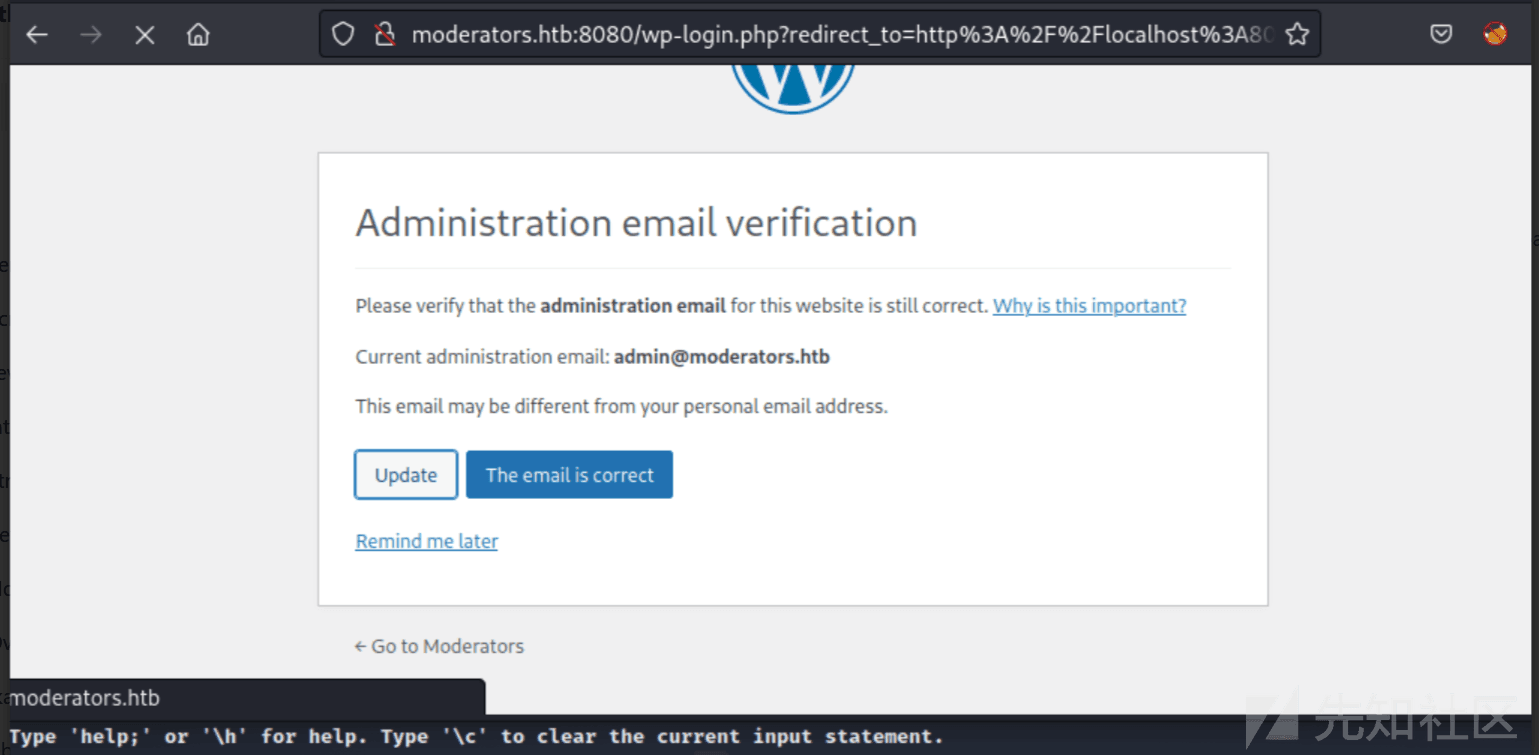 moderators.htb:8080/wp-login.php?redirect_to=http%3A%2F%2Flocalhost%3A80
Administration email verification
Please verify that the administration email for this website is still correct. Why is this important?
Current administration email: admin@moderators.htb
This email may be different from your personal email address.
Update The email is correct
Remind me later
← Go to Moderators
moderators.htb
Type 'help;' or '\h' for help. Type '\c' to clear the current input statement.
先知社区